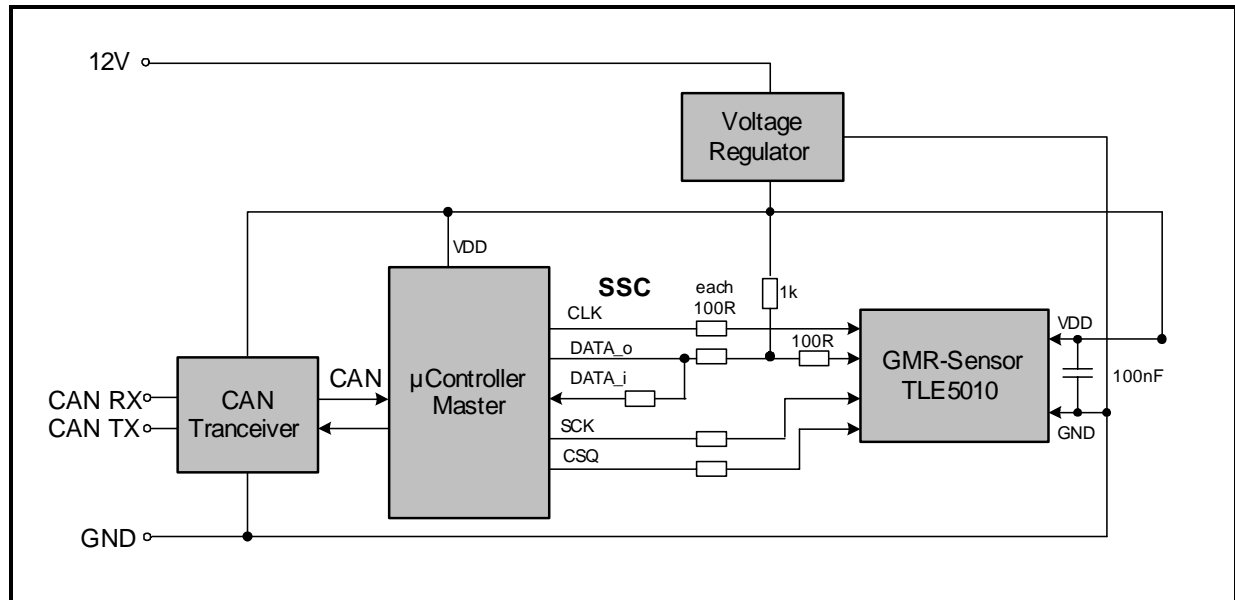 12V
Voltage
Regulator
VDD
SSC
each
100R
1k
CLK
VDD
DATA_o
100R
GMR-Sensor
TLE5010
100nF
DATA_i
CAN
µController
Master
CAN RX
CAN TX
CAN
Tranceiver
SCK
GND
CSQ
GND